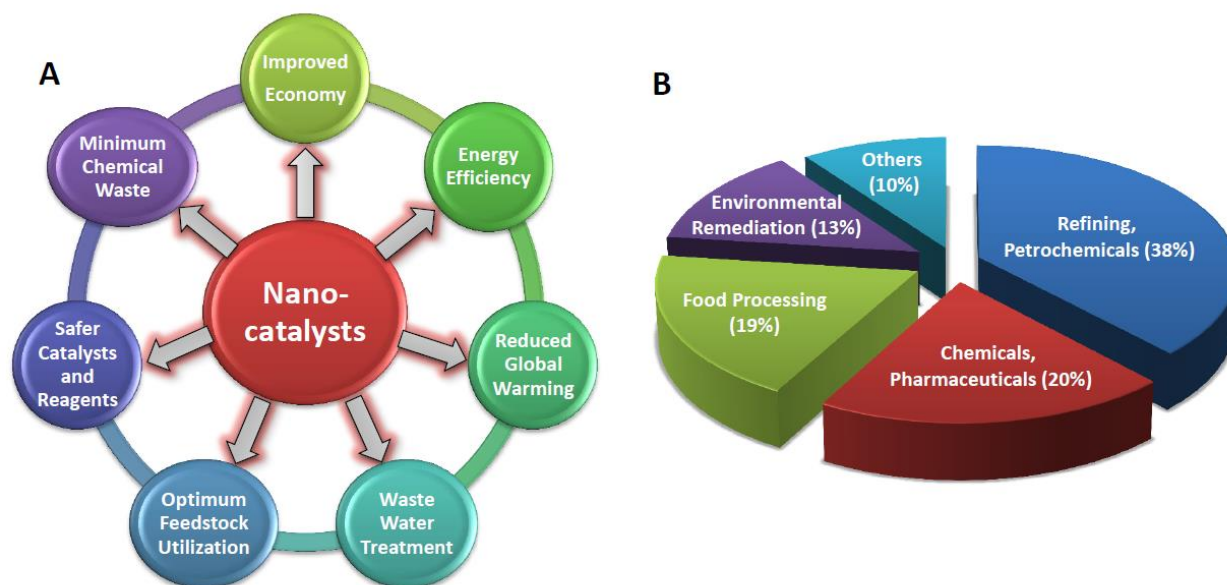 A
Improved
Economy
Energy
Efficiency
Reduced
Global
Warming
Waste
Water
Treatment
Optimum
Feedstock
Utilization
Safer
Catalysts
and
Reagents
Minimum
Chemical
Waste
Nano-
catalysts
B
Refining,
Petrochemicals (38%)
Chemicals,
Pharmaceuticals (20%)
Food Processing
(19%)
Environmental
Remediation (13%)
Others
(10%)